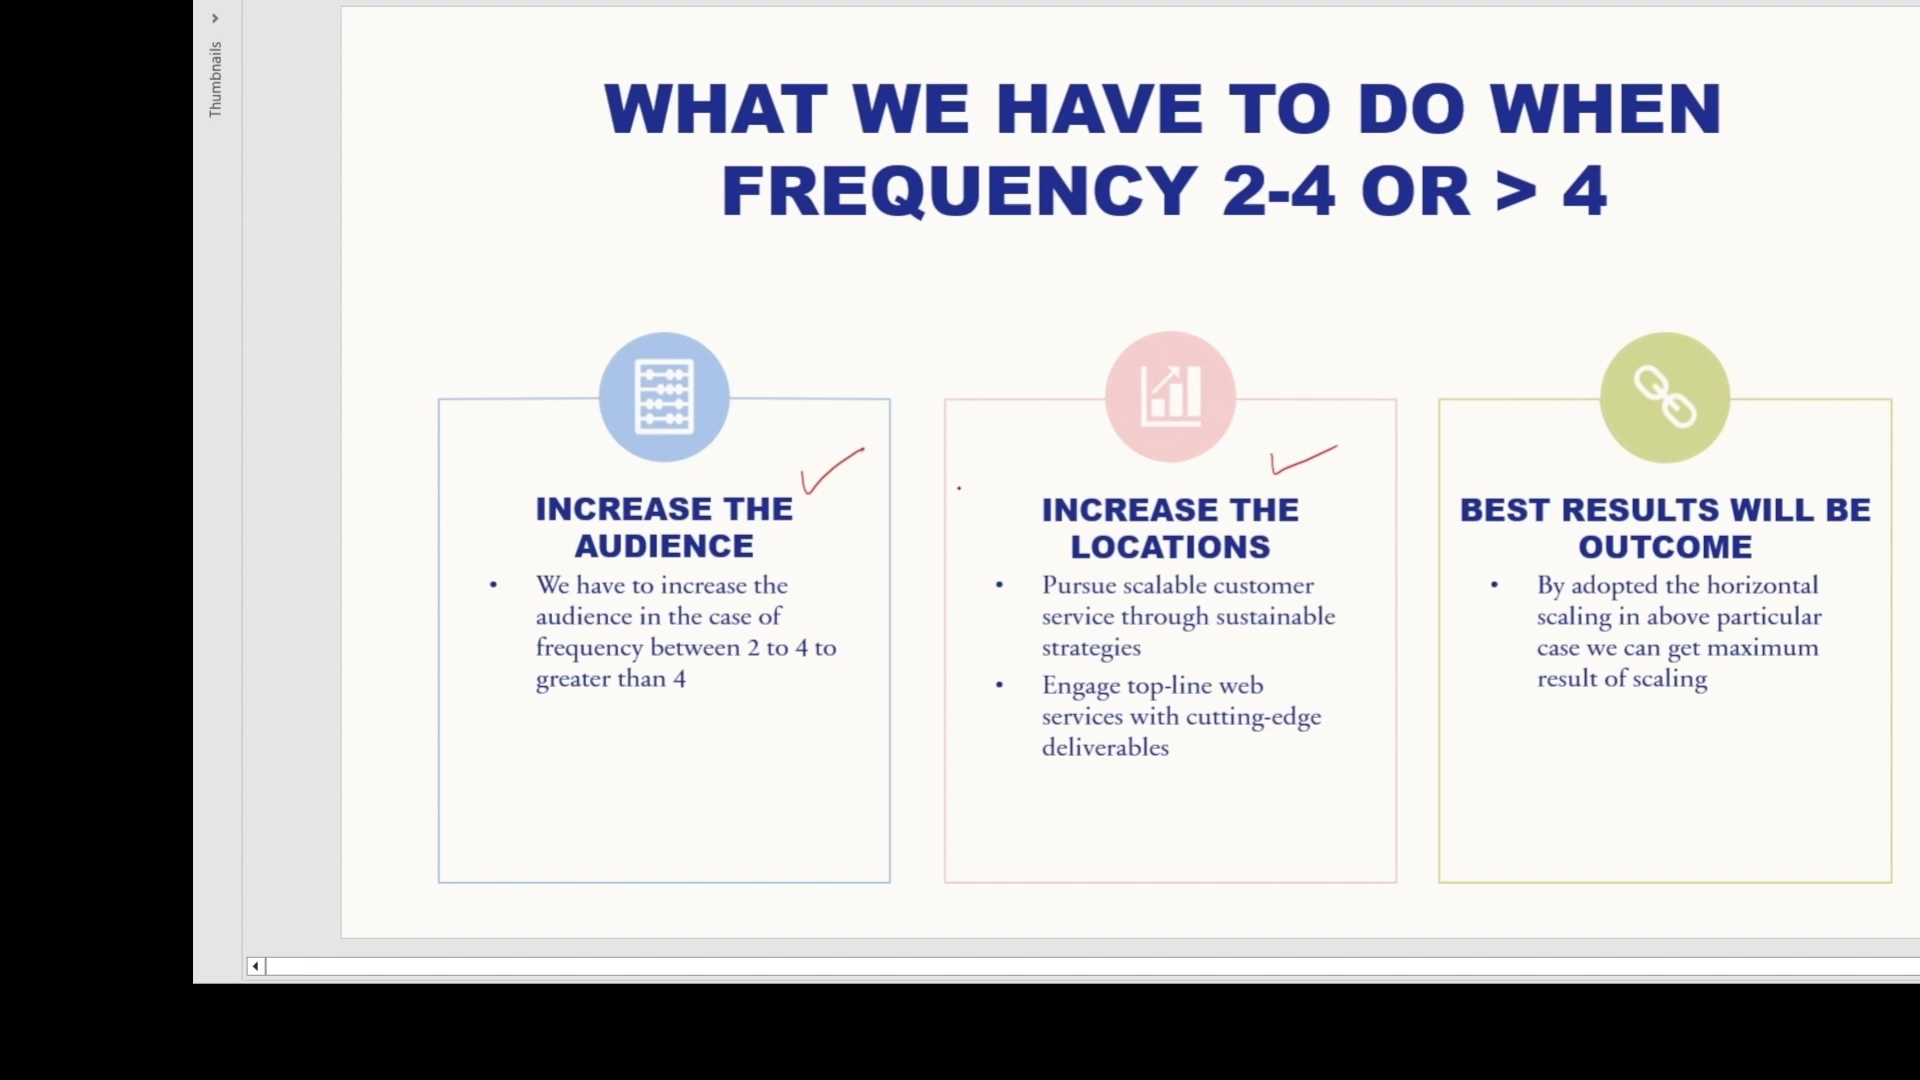 Thumbnails
WHAT WE HAVE TO DO WHEN
FREQUENCY 2-4 OR > 4
INCREASE THE
AUDIENCE
• We have to increase the
audience in the case of
frequency between 2 to 4 to
greater than 4
INCREASE THE
LOCATIONS
• Pursue scalable customer
service through sustainable
strategies
• Engage top-line web
services with cutting-edge
deliverables
BEST RESULTS WILL BE
OUTCOME
• By adopted the horizontal
scaling in above particular
case we can get maximum
result of scaling